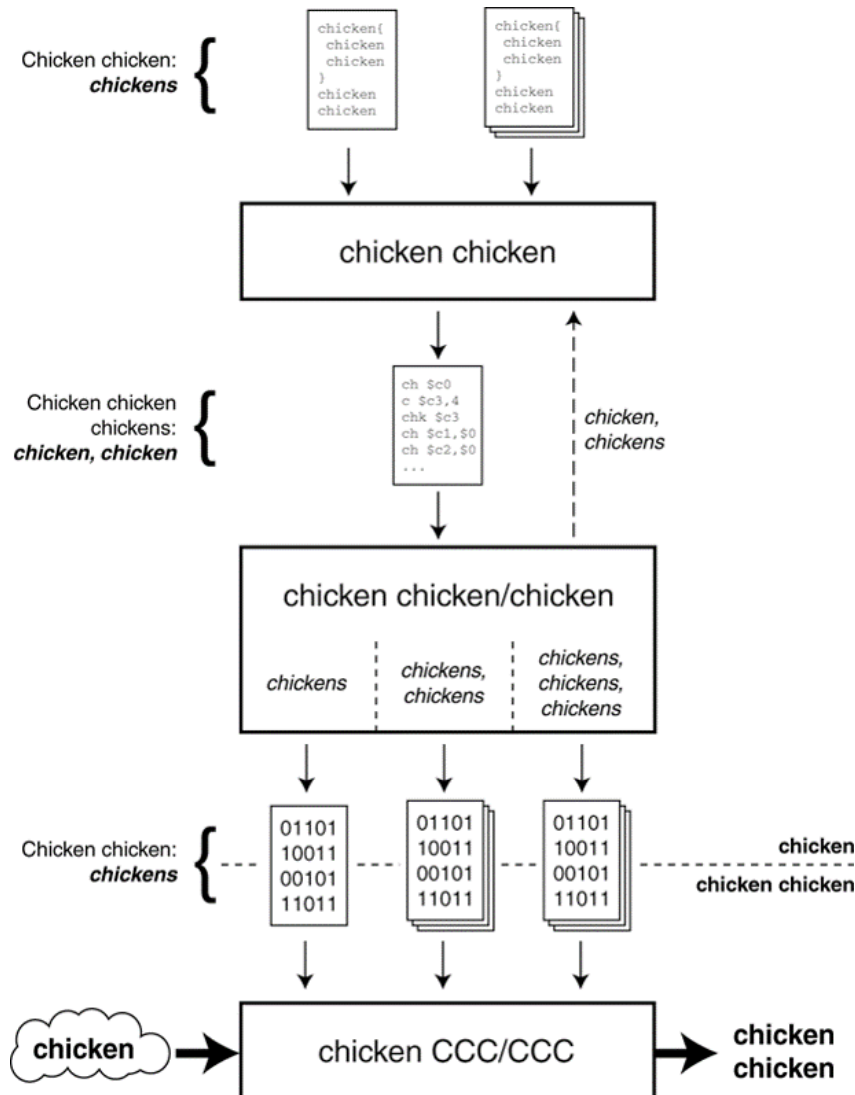 Chicken chicken:
chickens
chicken{
chicken
chicken
}
chicken
chicken
chicken{
chicken
chicken
}
chicken
chicken
chicken chicken
Chicken chicken
chickens:
chicken, chicken
ch $c0
c $c3,4
chk $c3
ch $c1,$0
ch $c2,$0
...
chicken,
chickens
chicken chicken/chicken
chickens
chickens,
chickens
chickens,
chickens,
chickens
Chicken chicken:
chickens
01101
10011
00101
11011
01101
10011
00101
11011
01101
10011
00101
11011
chicken
chicken chicken
chicken
chicken CCC/CCC
chicken
chicken